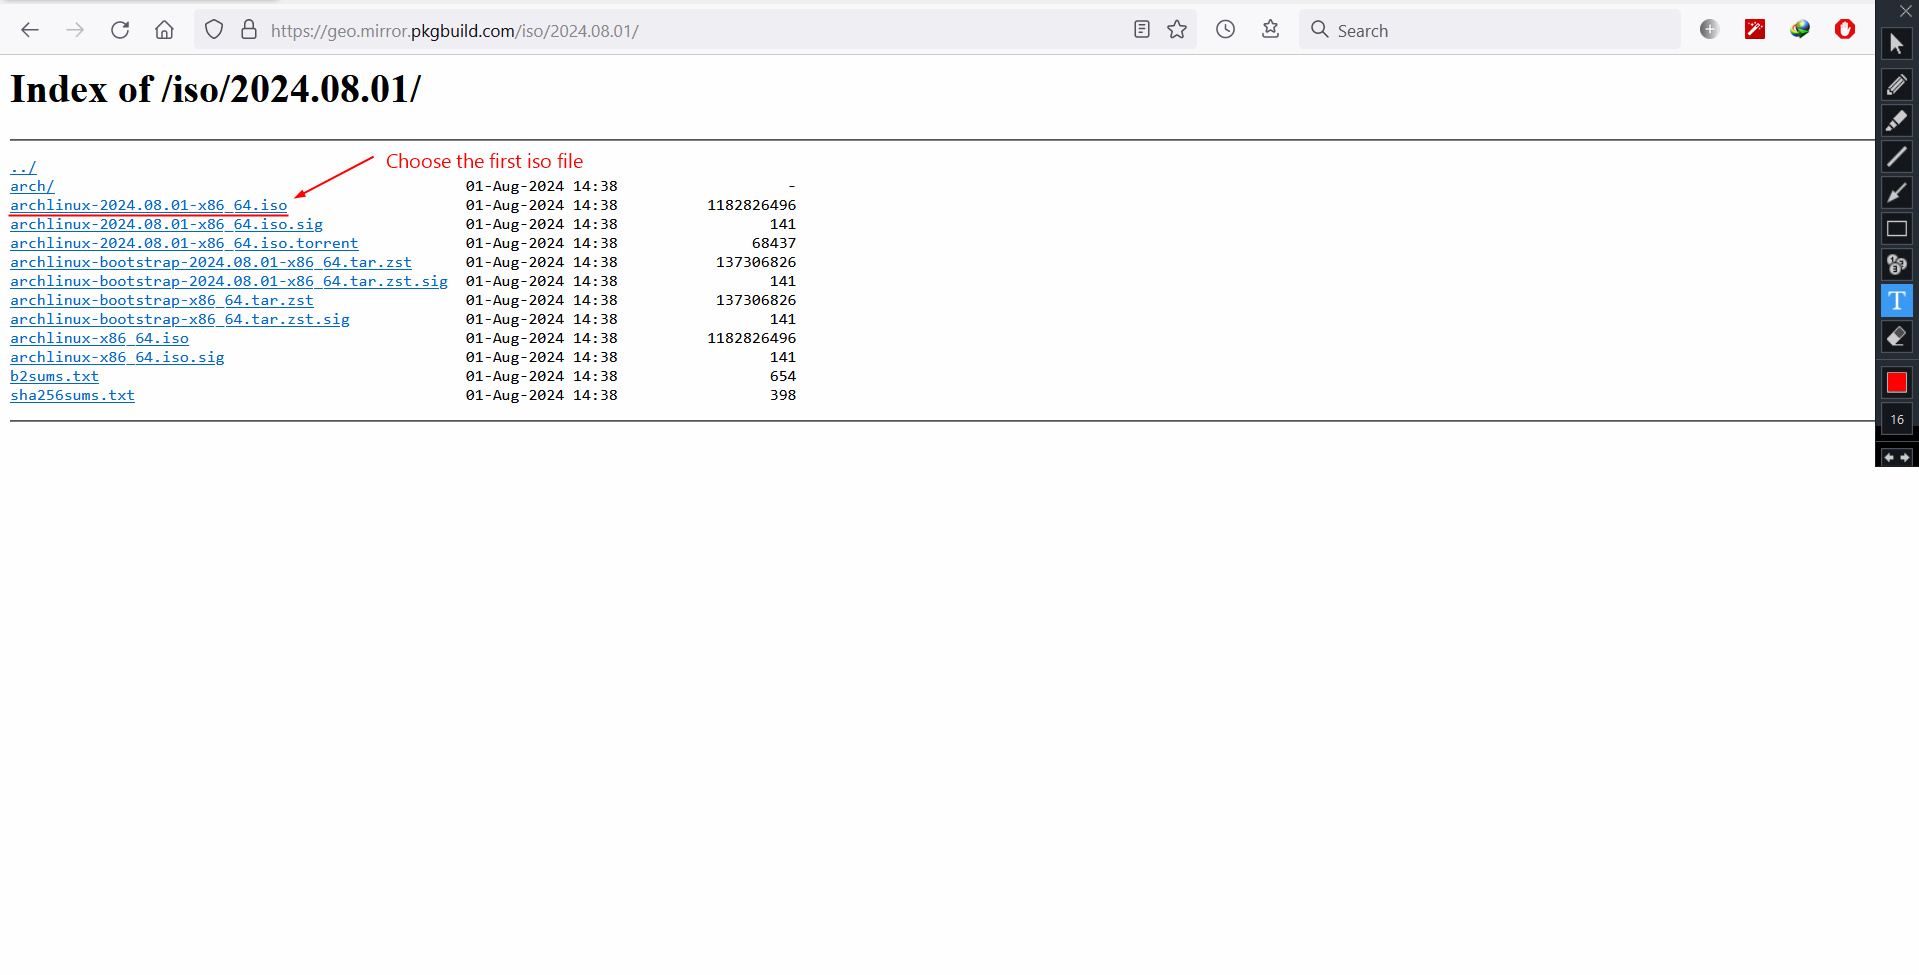 https://geo.mirror.pkgbuild.com/iso/2024.08.01/
Search
Index of /iso/2024.08.01/
Choose the first iso file
../
arch/ 01-Aug-2024 14:38 -
archlinux-2024.08.01-x86_64.iso 01-Aug-2024 14:38 1182826496
archlinux-2024.08.01-x86_64.iso.sig 01-Aug-2024 14:38 141
archlinux-2024.08.01-x86_64.iso.torrent 01-Aug-2024 14:38 68437
archlinux-bootstrap-2024.08.01-x86_64.tar.zst 01-Aug-2024 14:38 137306826
archlinux-bootstrap-2024.08.01-x86_64.tar.zst.sig 01-Aug-2024 14:38 141
archlinux-bootstrap-x86_64.tar.zst 01-Aug-2024 14:38 137306826
archlinux-bootstrap-x86_64.tar.zst.sig 01-Aug-2024 14:38 141
archlinux-x86_64.iso 01-Aug-2024 14:38 1182826496
archlinux-x86_64.iso.sig 01-Aug-2024 14:38 141
b2sums.txt 01-Aug-2024 14:38 654
sha256sums.txt 01-Aug-2024 14:38 398
T
16